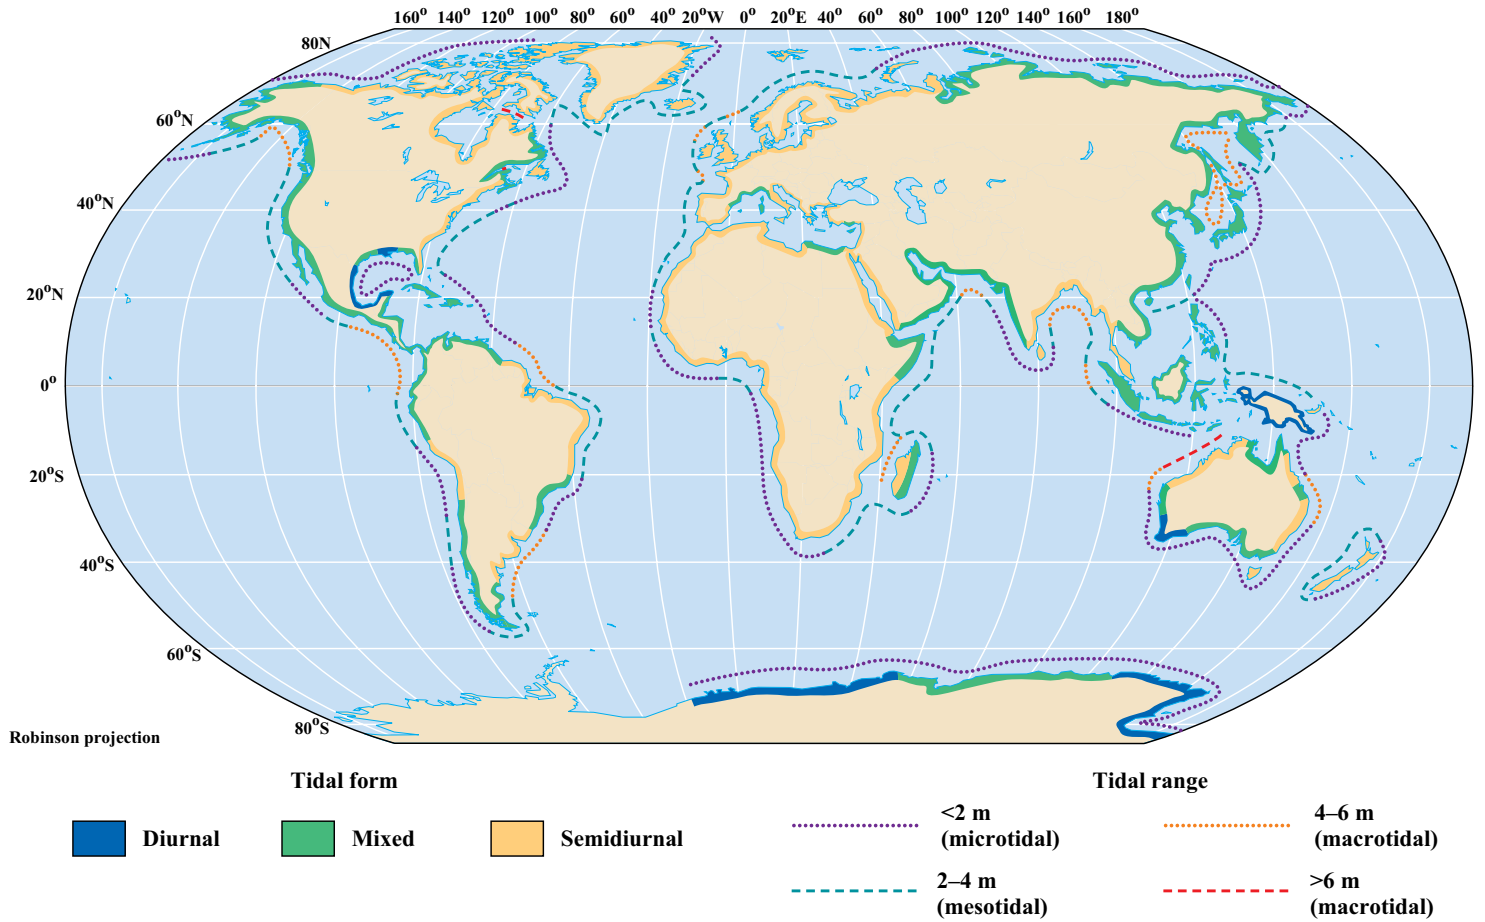 160° 140° 120° 100° 80° 60° 40° 20°W 0° 20°E 40° 60° 80° 100° 120° 140° 160° 180°
80N
60°N
40°N
20°N
0°
20°S
40°S
60°S
80°S
Robinson projection
Tidal form
Tidal range
Diurnal
Mixed
Semidiurnal
<2 m
(microtidal)
4–6 m
(macrotidal)
2–4 m
(mesotidal)
>6 m
(macrotidal)